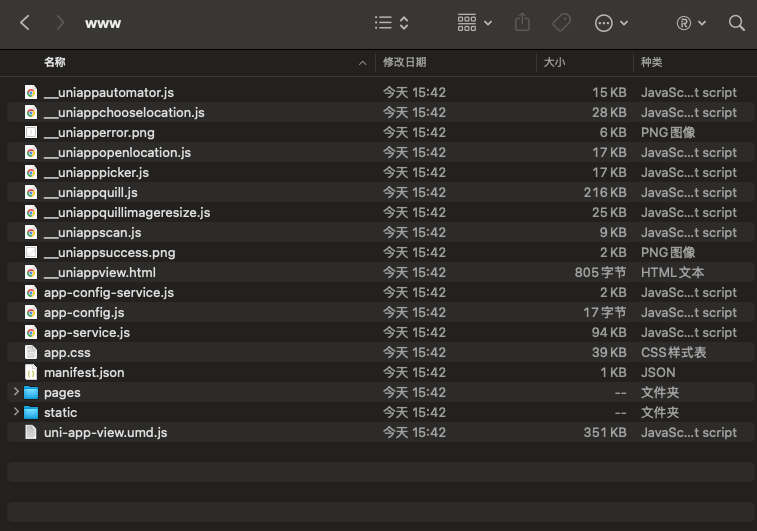 www
名称 修改日期 大小 种类
__uniappautomator.js 今天 15:42 15 KB JavaSc...t script
__uniappchooselocation.js 今天 15:42 28 KB JavaSc...t script
__uniapperror.png 今天 15:42 6 KB PNG图像
__uniappopenlocation.js 今天 15:42 17 KB JavaSc...t script
__uniapppicker.js 今天 15:42 17 KB JavaSc...t script
__uniappquill.js 今天 15:42 216 KB JavaSc...t script
__uniappquillimageresize.js 今天 15:42 25 KB JavaSc...t script
__uniappscan.js 今天 15:42 9 KB JavaSc...t script
__uniappsuccess.png 今天 15:42 2 KB PNG图像
__uniappview.html 今天 15:42 805字节 HTML文本
app-config-service.js 今天 15:42 2 KB JavaSc...t script
app-config.js 今天 15:42 17字节 JavaSc...t script
app-service.js 今天 15:42 94 KB JavaSc...t script
app.css 今天 15:42 39 KB CSS样式表
manifest.json 今天 15:42 1 KB JSON
pages 今天 15:42 -- 文件夹
static 今天 15:42 -- 文件夹
uni-app-view.umd.js 今天 15:42 351 KB JavaSc...t script